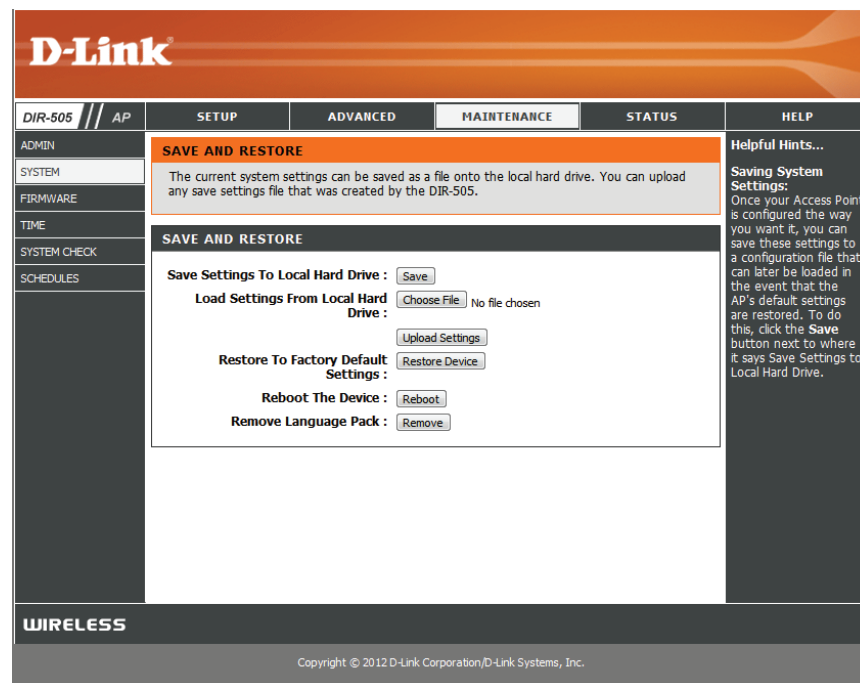 D-Link®
DIR-505 // AP
SETUP
ADVANCED
MAINTENANCE
STATUS
HELP
ADMIN
SYSTEM
FIRMWARE
TIME
SYSTEM CHECK
SCHEDULES
SAVE AND RESTORE
The current system settings can be saved as a file onto the local hard drive. You can upload
any save settings file that was created by the DIR-505.
SAVE AND RESTORE
Save Settings To Local Hard Drive : Save
Load Settings From Local Hard
Drive : Choose File No file chosen
Upload Settings
Restore To Factory Default
Settings : Restore Device
Reboot The Device : Reboot
Remove Language Pack : Remove
Helpful Hints...
Saving System
Settings:
Once your Access Point
is configured the way
you want it, you can
save these settings to
a configuration file that
can later be loaded in
the event that the
AP's default settings
are restored. To do
this, click the Save
button next to where
it says Save Settings to
Local Hard Drive.
WIRELESS
Copyright © 2012 D-Link Corporation/D-Link Systems, Inc.